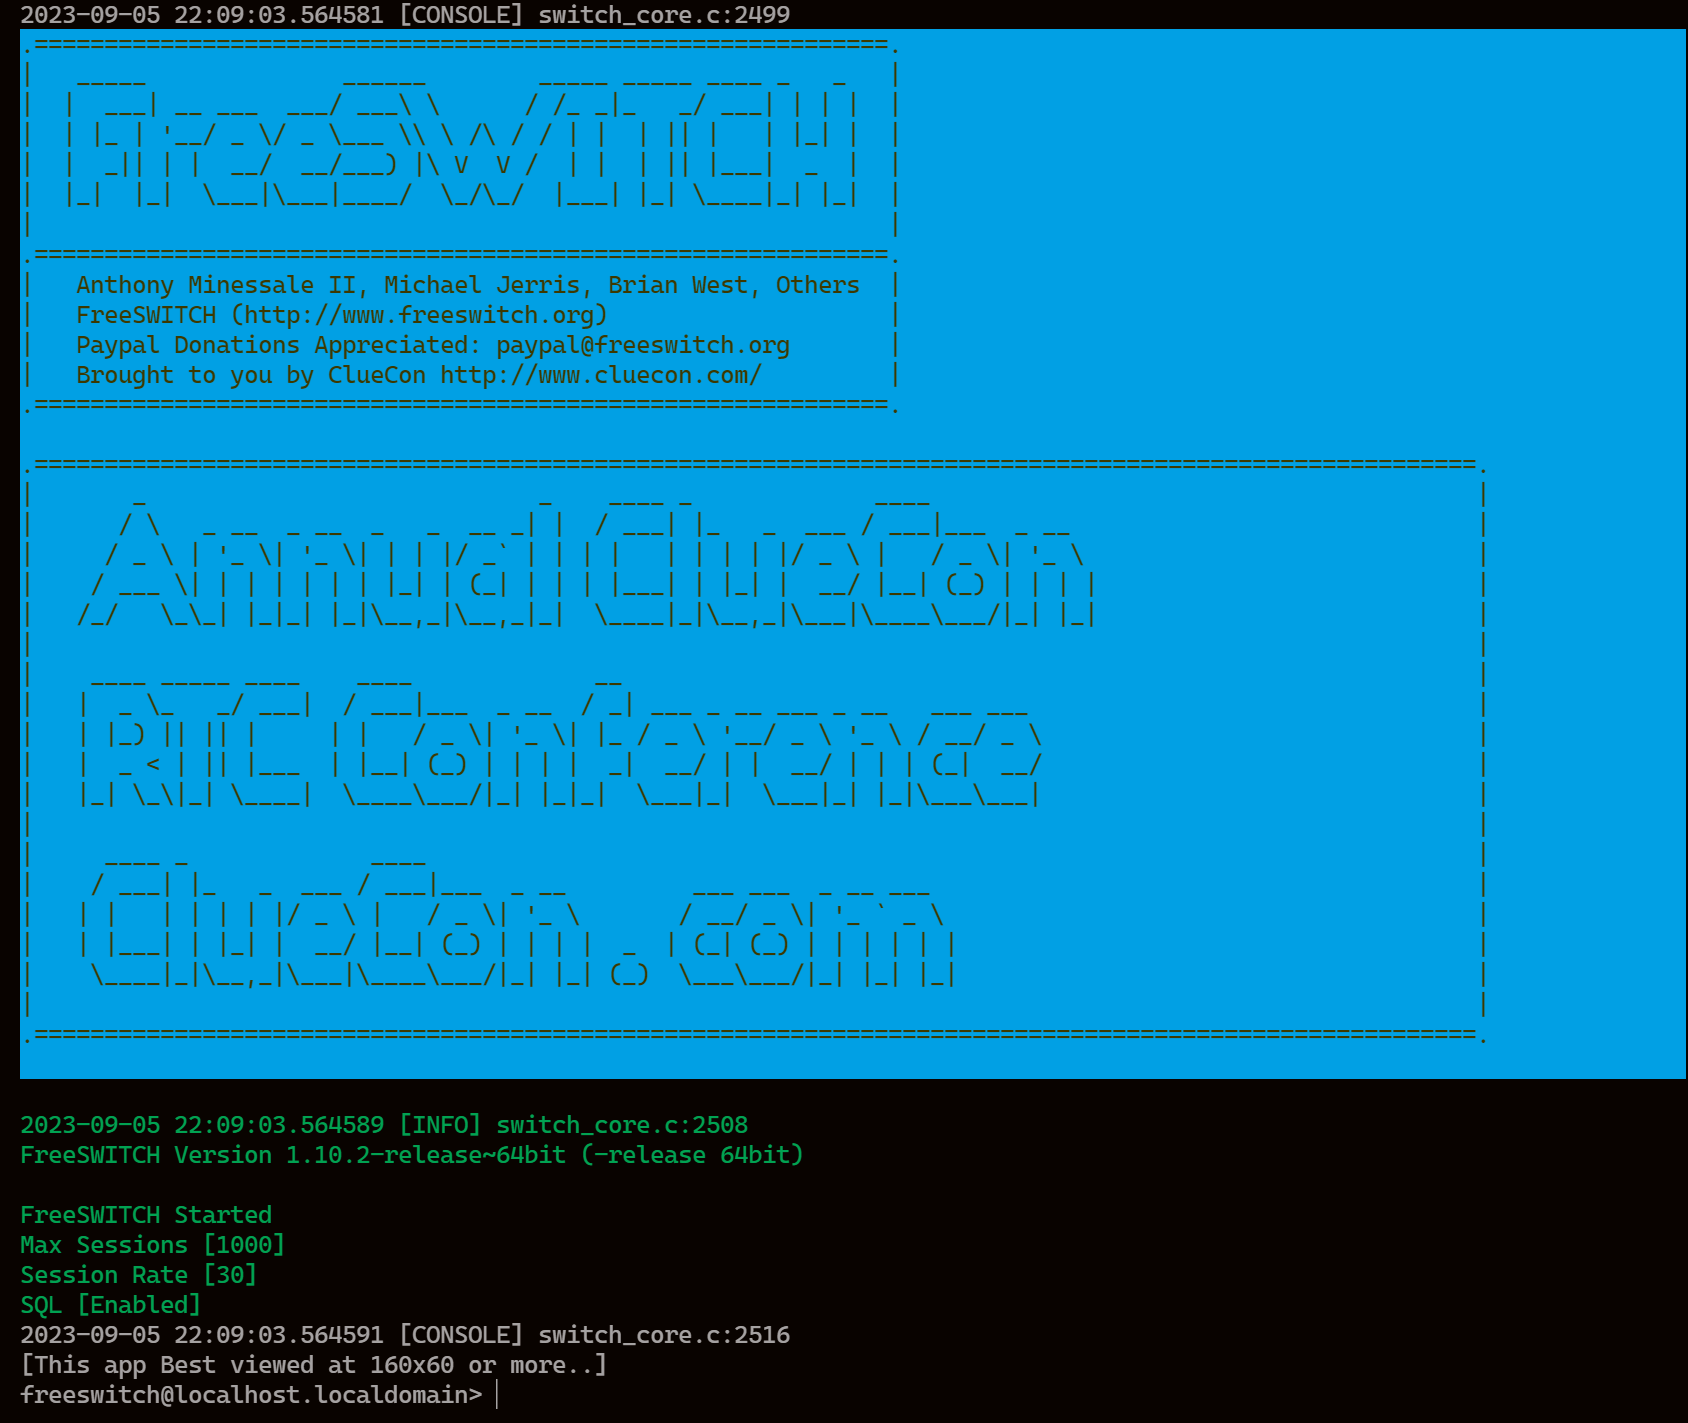 2023-09-05 22:09:03.564581 [CONSOLE] switch_core.c:2499
FreeSWITCH
Anthony Minessale II, Michael Jerris, Brian West, Others
FreeSWITCH (http://www.freeswitch.org)
Paypal Donations Appreciated: paypal@freeswitch.org
Brought to you by ClueCon http://www.cluecon.com/
Annual ClueCon
RTC Conference
ClueCon.com
2023-09-05 22:09:03.564589 [INFO] switch_core.c:2508
FreeSWITCH Version 1.10.2-release~64bit (-release 64bit)
FreeSWITCH Started
Max Sessions [1000]
Session Rate [30]
SQL [Enabled]
2023-09-05 22:09:03.564591 [CONSOLE] switch_core.c:2516
[This app Best viewed at 160x60 or more..]
freeswitch@localhost.localdomain>